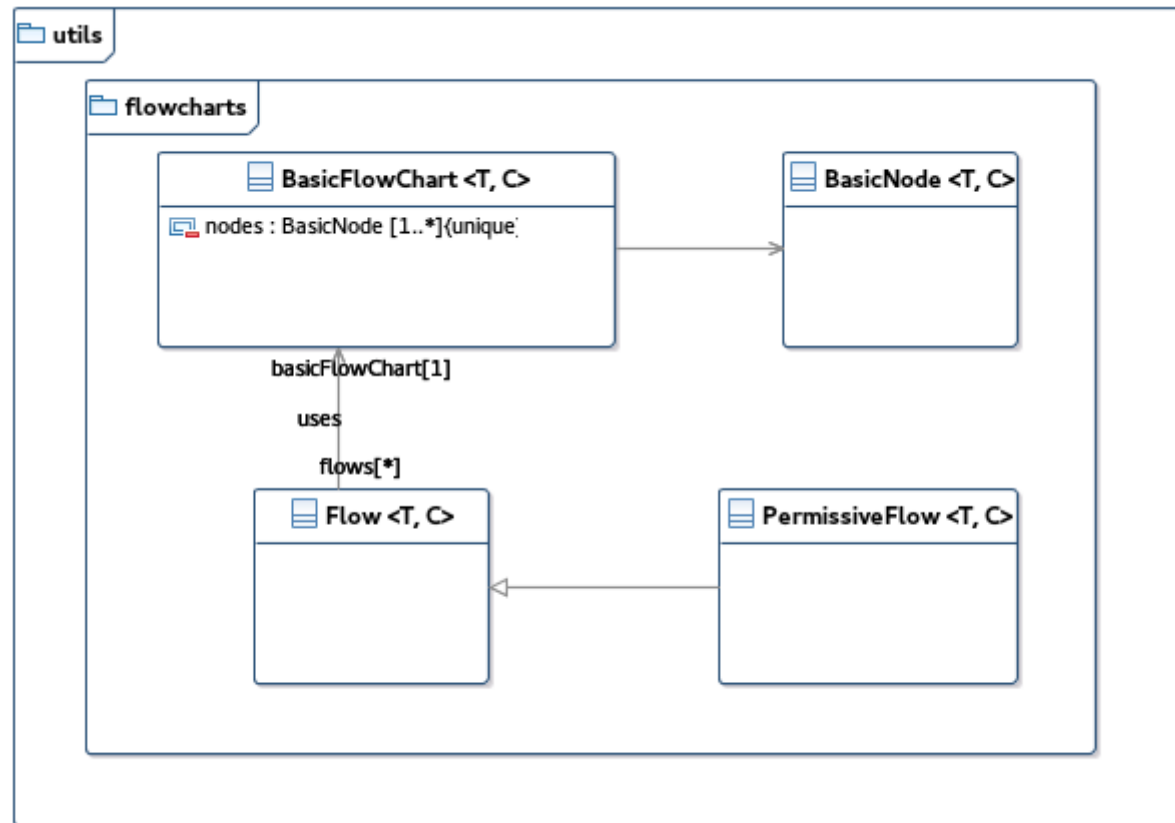 utils
flowcharts
BasicFlowChart <T, C>
BasicNode <T, C>
nodes : BasicNode [1..*]{unique}
basicFlowChart[1]
uses
flows[*]
Flow <T, C>
PermissiveFlow <T, C>